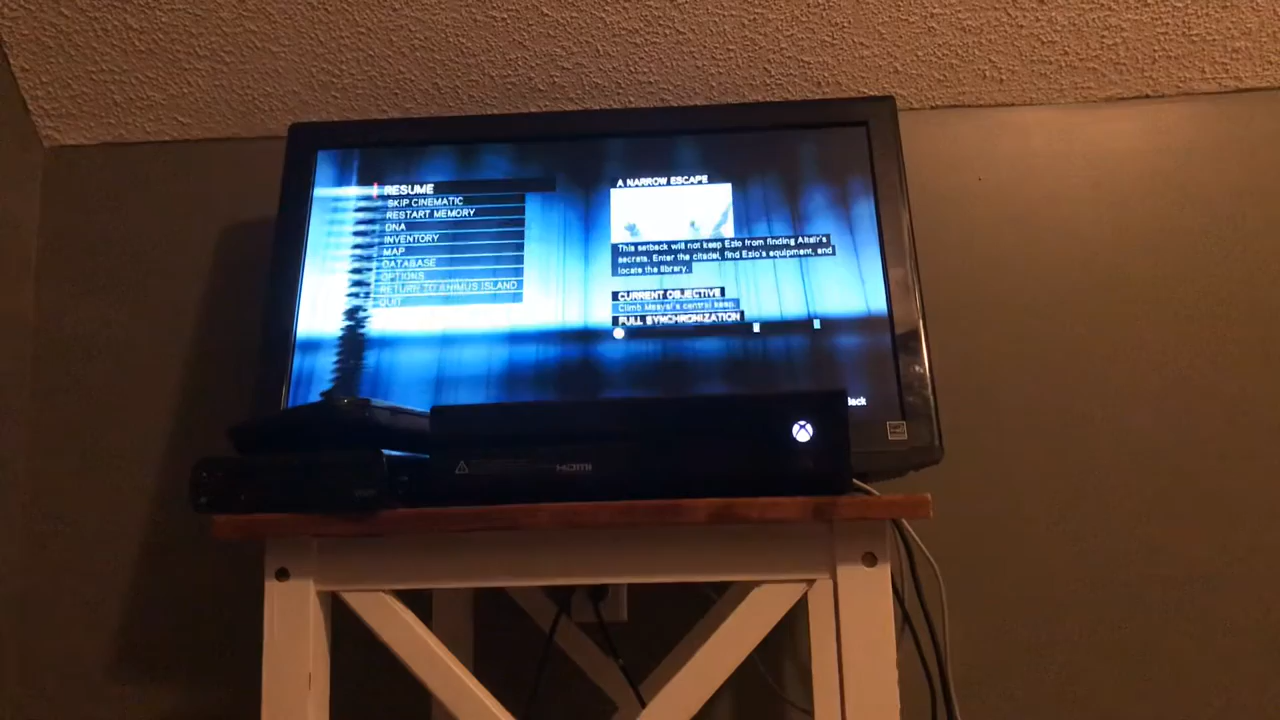 RESUME
SKIP CINEMATIC
RESTART MEMORY
DNA
INVENTORY
MAP
DATABASE
OPTIONS
RETURN TO ANIMUS ISLAND
QUIT
A NARROW ESCAPE
This setback will not keep Ezio from finding Altaïr's
secrets. Enter the citadel, find Ezio's equipment, and
locate the library.
CURRENT OBJECTIVE
Climb Masyaf's central keep.
FULL SYNCHRONIZATION
Back
HDMI